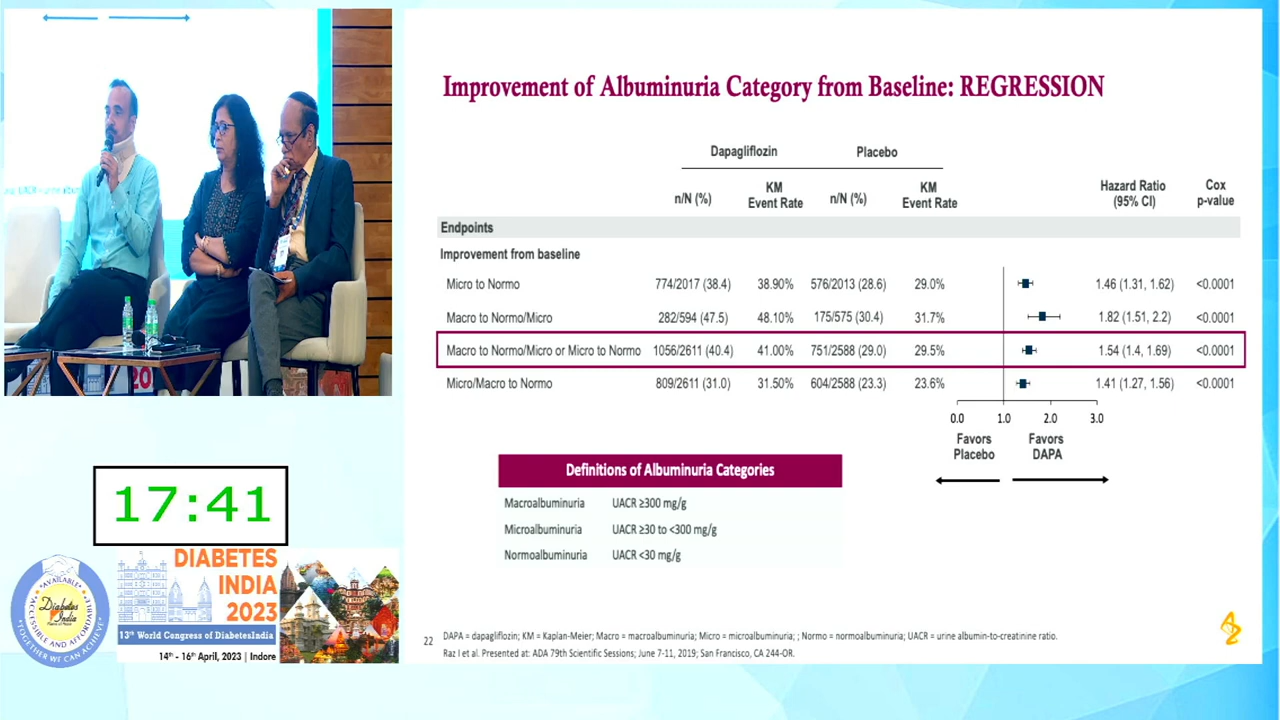 Improvement of Albuminuria Category from Baseline: REGRESSION
Dapagliflozin Placebo
n/N (%) KM Event Rate n/N (%) KM Event Rate Hazard Ratio (95% CI) Cox p-value
Endpoints
Improvement from baseline
Micro to Normo 774/2017 (38.4) 38.90% 576/2013 (28.6) 29.0% 1.46 (1.31, 1.62) <0.0001
Macro to Normo/Micro 282/594 (47.5) 48.10% 175/575 (30.4) 31.7% 1.82 (1.51, 2.2) <0.0001
Macro to Normo/Micro or Micro to Normo 1056/2611 (40.4) 41.00% 751/2588 (29.0) 29.5% 1.54 (1.4, 1.69) <0.0001
Micro/Macro to Normo 809/2611 (31.0) 31.50% 604/2588 (23.3) 23.6% 1.41 (1.27, 1.56) <0.0001
0.0 1.0 2.0 3.0
Favors Placebo
Favors DAPA
Definitions of Albuminuria Categories
Macroalbuminuria UACR ≥300 mg/g
Microalbuminuria UACR ≥30 to <300 mg/g
Normoalbuminuria UACR <30 mg/g
22
DAPA = dapagliflozin; KM = Kaplan-Meier; Macro = macroalbuminuria; Micro = microalbuminuria; ; Normo = normoalbuminuria; UACR = urine albumin-to-creatinine ratio.
Raz I et al. Presented at: ADA 79th Scientific Sessions; June 7-11, 2019; San Francisco, CA 244-OR.
17:41
AVAILABLE
ACCESSIBLE AND AFFORDABLE
TOGETHER WE CAN ACHIEVE
Diabetes
India
DIABETES
INDIA
2023
13th World Congress of DiabetesIndia
14th - 16th April, 2023 | Indore